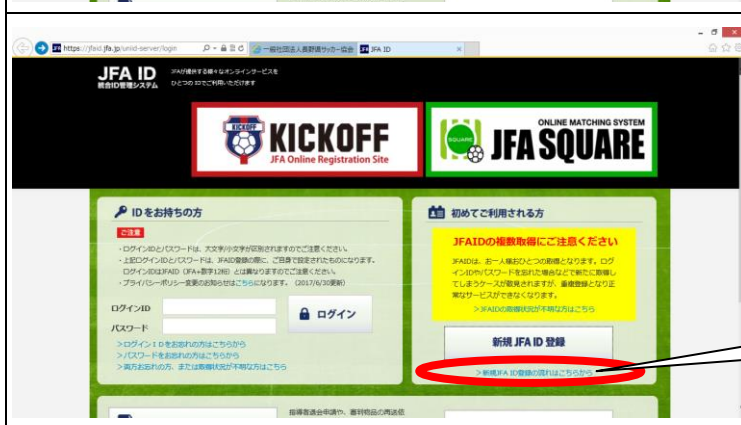 https://jfaid.jfa.jp/unid-server/login
一般社団法人長野県サッカー協会
JFA ID
JFA ID
統合ID管理システム
JFAが提供する様々なオンラインサービスを
ひとつのIDでご利用いただけます
KICKOFF
KICKOFF
JFA Online Registration Site
SQUARE
ONLINE MATCHING SYSTEM
JFA SQUARE
IDをお持ちの方
ご注意
・ログインIDとパスワードは、大文字/小文字が区別されますのでご注意ください。
・上記ログインIDとパスワードは、JFAID登録の際に、ご自身で設定されたものになります。
ログインIDはJFAID(JFA+数字12桁)とは異なりますのでご注意ください。
・プライバシーポリシー変更のお知らせはこちらになります。(2017/6/30更新)
ログインID
パスワード
ログイン
>ログインIDをお忘れの方はこちらから
>パスワードをお忘れの方はこちらから
>両方お忘れの方、または取得状況が不明な方はこちら
初めてご利用される方
JFAIDの複数取得にご注意ください
JFAIDは、お一人様おひとつの取得となります。ログ
インIDやパスワードを忘れた場合などで新たに取得し
てしまうケースが散見されますが、重複登録となり正
常なサービスができなくなります。
>JFAIDの取得状況が不明な方はこちら
新規 JFA ID 登録
>新規JFA ID登録の流れはこちらから
指導者退会申請や、審判物品の再送信